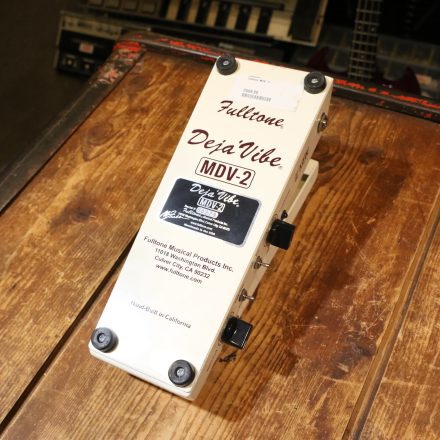 Fulltone®
Deja'Vibe®
MDV-2
Deja'Vibe®
MDV-2
Fulltone Musical Products Inc.
11018 Washington Blvd.
Culver City, CA 90232
www.fulltone.com
Hand-Built in California